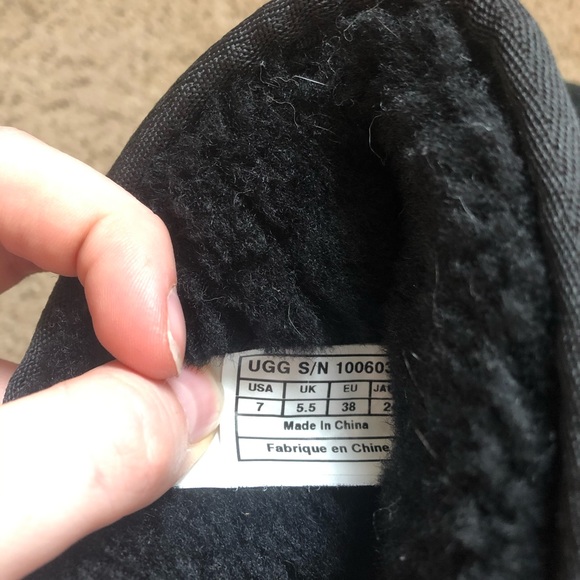 UGG S/N 100603
USA UK EU
7 5.5 38
Made In China
Fabrique en Chine